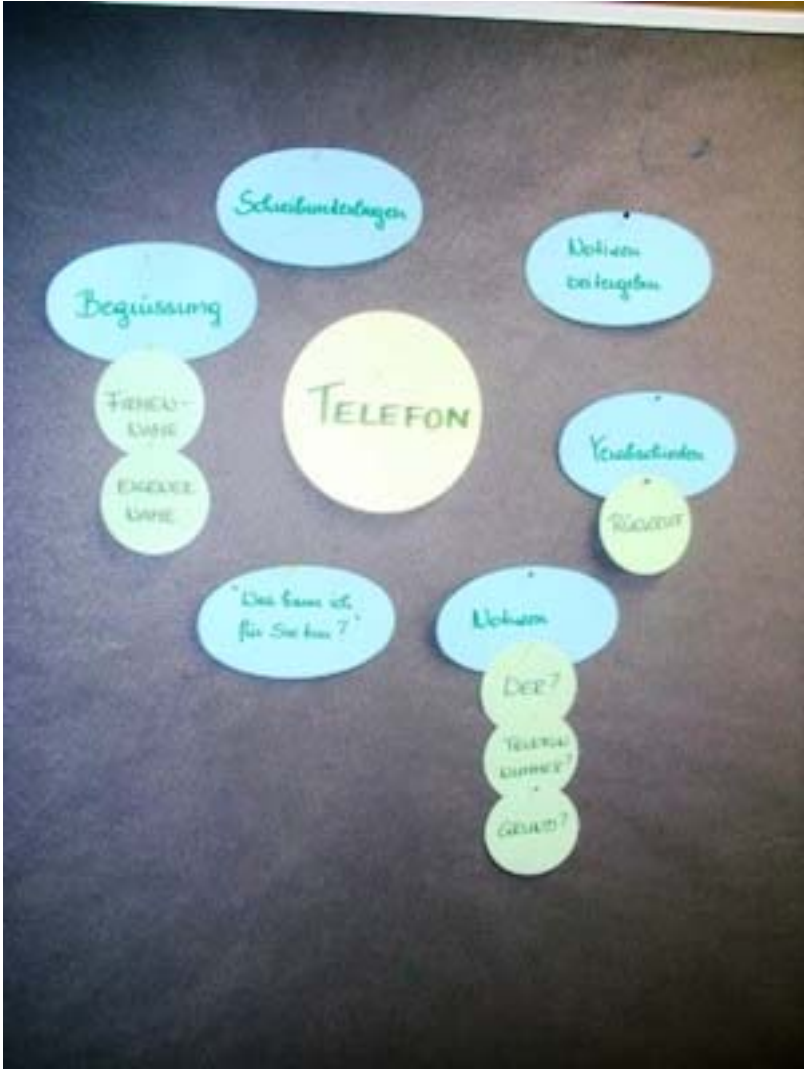 Schreibunterlagen
Begrüssung
FIRMEN-
NAME
EIGENER
NAME
TELEFON
Notizen
weitergeben
Verabschieden
RÜCKRUF
"Was kann ich
für Sie tun?"
Notizen
WER?
TELEFON
NUMMER?
GRUND?